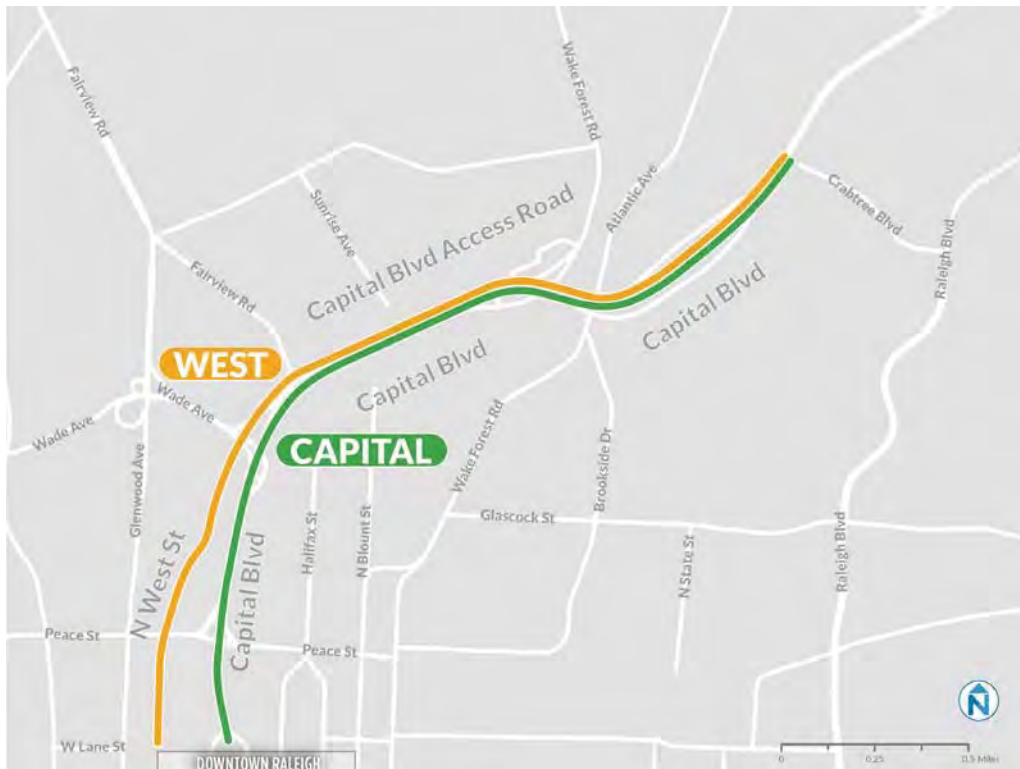 Fairview Rd
Wake Forest Rd
Atlantic Ave
Crabtree Blvd
Raleigh Blvd
Sunrise Ave
Capital Blvd Access Road
Fairview Rd
Capital Blvd
WEST
Capital Blvd
Wade Ave
Wade Ave
CAPITAL
Wake Forest Rd
Brookside Dr
Glenwood Ave
Glascock St
Halifax St
N Blount St
N State St
Raleigh Blvd
N West St
Capital Blvd
Peace St
Peace St
N
W Lane St
DOWNTOWN RALEIGH
0 0.25 0.5 Miles